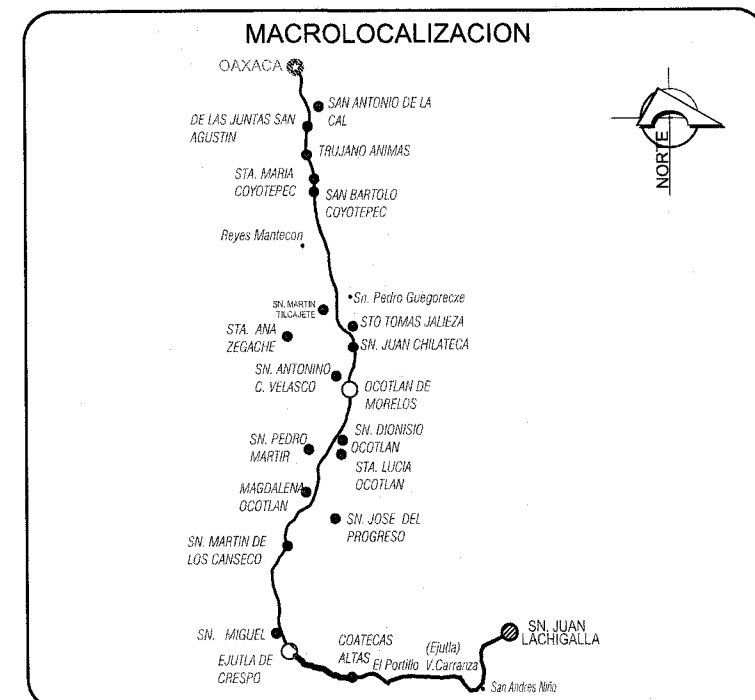 MACROLOCALIZACION
OAXACA
SAN ANTONIO DE LA
CAL
DE LAS JUNTAS SAN
AGUSTIN
TRUJANO ANIMAS
STA. MARIA
COYOTEPEC
SAN BARTOLO
COYOTEPEC
NORTE
Reyes Mantecon
Sn. Pedro Guegorecxe
SN. MARTIN
TILCAJETE
STO TOMAS JALIEZA
STA. ANA
ZEGACHE
SN. JUAN CHILATECA
SN. ANTONINO
C. VELASCO
OCOTLAN DE
MORELOS
SN. DIONISIO
OCOTLAN
SN. PEDRO
MARTIR
STA. LUCIA
OCOTLAN
MAGDALENA
OCOTLAN
SN. JOSE DEL
PROGRESO
SN. MARTIN DE
LOS CANSECO
SN. MIGUEL
EJUTLA DE
CRESPO
COATECAS
ALTAS
El Portillo
(Ejutla)
V.Carranza
SN. JUAN
LACHIGALLA
San Andres Niño